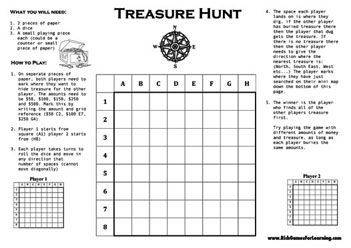 WHAT YOU WILL NEED:
1. 2 pieces of paper
2. A dice
3. A small playing
piece (could be a
counter or small
piece of paper)
HOW TO PLAY:
1. On seperate pieces of
paper, both players need to
mark where they want to
hide treasure for the other
player. The amounts need to
be $50, $100, $150, $250
and $500. Mark this by
writing the amount and grid
reference ($50 C2, $100 E7,
$250 G4)
2. Player 1 starts from
square (A1) player 2 starts
from (H8)
3. Each player takes turns to
roll the dice and move in
any direction that
number of spaces (cannot
move diagonally)
Player 1
TREASURE HUNT
A B C D E F G H
1
2
3
4
5
6
7
8
4. The space each player
lands on is where they
dig, if the other player
has buried treasure there
then the player that dug
gets the treasure. If
there is no treasure
there then the other player
needs to give the
direction where the nearest
is (North, South East, West
etc...) The player marks
where they have just
searched on their mini map
down the bottom of this
page.
5. The winner is the player
who finds all of the
other players treasure
first.
Try playing the game with
different amounts of money
and treasure, as long as
each player buries the same
amounts.
Player 2
www.KidsGamesForLearning.com